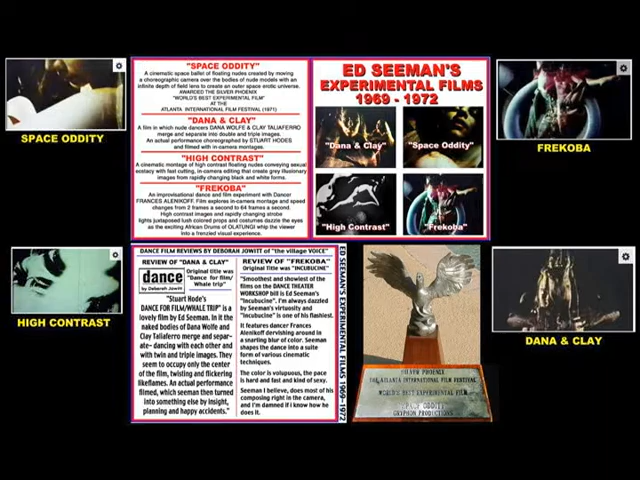 SPACE ODDITY
"SPACE ODDITY"
A cinematic space ballet of floating nudes created by moving
a choreographic camera over the bodies of nude models with an
infinite depth of field lens to create an outer space erotic universe.
AWARDED THE SILVER PHOENIX
"WORLD'S BEST EXPERIMENTAL FILM"
AT THE
ATLANTA INTERNATIONAL FILM FESTIVAL (1971)
"DANA & CLAY"
A film in which nude dancers DANA WOLFE & CLAY TALIAFERRO
merge and separate into double and triple images.
An actual performance choreographed by STUART HODES
and filmed with in-camera montages.
"HIGH CONTRAST"
A cinematic montage of high contrast floating nudes conveying sexual
ecstasy with fast cutting, in-camera editing that create grey illusionary
images from rapidly changing black and white forms.
"FREKOBA"
An improvisational dance and film experiment with Dancer
FRANCES ALENIKOFF. Film explores in-camera montage and speed
changes from 2 frames a second to 64 frames a second.
High contrast images and rapidly changing strobe
lights juxtaposed lush colored props and costumes dazzle the eyes
as the exciting African Drums of OLATUNGI whip the viewer
into a frenzied visual experience.
ED SEEMAN'S
EXPERIMENTAL FILMS
1969 - 1972
"Dana & Clay"
"Space Oddity"
"High Contrast"
"Frekoba"
FREKOBA
HIGH CONTRAST
DANCE FILM REVIEWS BY DEBORAH JOWITT of "the village VOICE"
REVIEW OF "DANA & CLAY"
dance
by Deborah Jowitt
Original title was
"Dance for film/
Whale trip"
"Stuart Hode's
DANCE FOR FILM/WHALE TRIP" is a
lovely film by Ed Seeman. In it the
naked bodies of Dana Wolfe and
Clay Taliaferro merge and separ-
ate- dancing with each other and
with twin and triple images. They
seem to occupy only the center
of the film, twisting and flickering
likeflames. An actual performance
filmed, which seeman then turned
into something else by insight,
planning and happy accidents."
REVIEW OF "FREKOBA"
Original title was "INCUBCINE"
"Smoothest and showiest of the
films on the DANCE THEATER
WORKSHOP bill is Ed Seeman's
"Incubucine". I'm always dazzled
by Seeman's virtuosity and
"Incubucine" is one of his flashiest.
It features dancer Frances
Alenikoff dervishing around in
a snarling blur of color. Seeman
shapes the dance into a suite
form of various cinematic
techniques.
The color is volupuous, the pace
is hard and fast and kind of sexy.
Seeman I believe, does most of his
composing right in the camera,
and I'm damned if I know how he
does it.
ED SEEMAN'S EXPERIMENTAL FILMS 1969-1972
SILVER PHOENIX
THE ATLANTA INTERNATIONAL FILM FESTIVAL
WORLD'S BEST EXPERIMENTAL FILM
SPACE ODDITY
GRYPHON PRODUCTIONS
DANA & CLAY